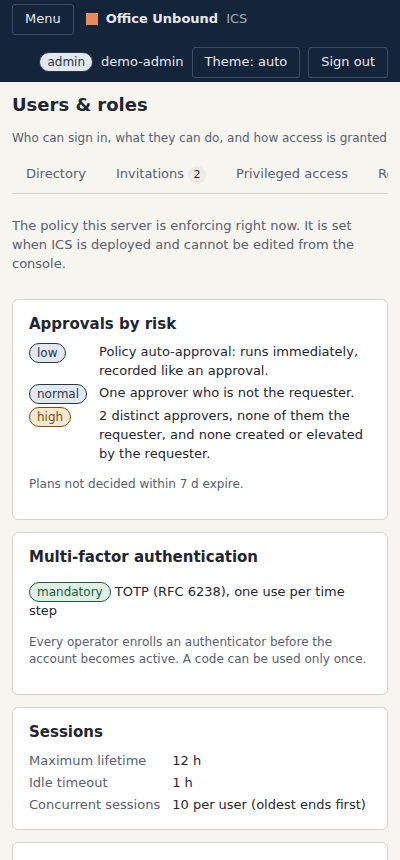 Menu
Office Unbound ICS
admin
demo-admin
Theme: auto
Sign out
Users & roles
Who can sign in, what they can do, and how access is granted
Directory
Invitations 2
Privileged access
The policy this server is enforcing right now. It is set
when ICS is deployed and cannot be edited from the
console.
Approvals by risk
low
Policy auto-approval: runs immediately,
recorded like an approval.
normal
One approver who is not the requester.
high
2 distinct approvers, none of them the
requester, and none created or elevated
by the requester.
Plans not decided within 7 d expire.
Multi-factor authentication
mandatory TOTP (RFC 6238), one use per time
step
Every operator enrolls an authenticator before the
account becomes active. A code can be used only once.
Sessions
Maximum lifetime 12 h
Idle timeout 1 h
Concurrent sessions 10 per user (oldest ends first)